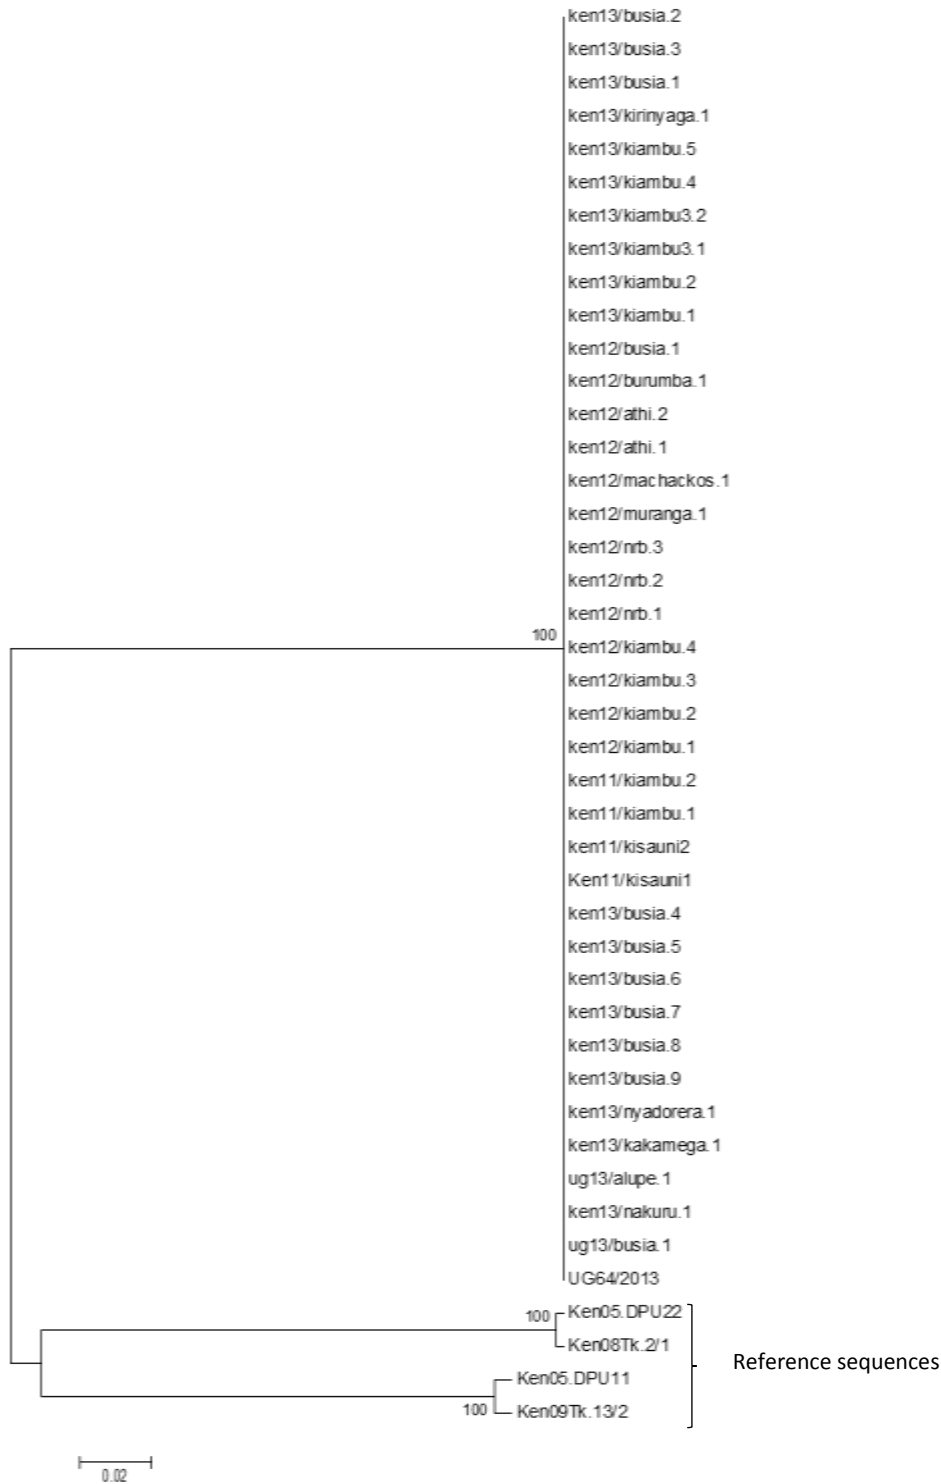 ken13/busia.2
ken13/busia.3
ken13/busia.1
ken13/kirinyaga.1
ken13/kiambu.5
ken13/kiambu.4
ken13/kiambu3.2
ken13/kiambu3.1
ken13/kiambu.2
ken13/kiambu.1
ken12/busia.1
ken12/burumba.1
ken12/athi.2
ken12/athi.1
ken12/machackos.1
ken12/muranga.1
ken12/nrb.3
ken12/nrb.2
ken12/nrb.1
100
ken12/kiambu.4
ken12/kiambu.3
ken12/kiambu.2
ken12/kiambu.1
ken11/kiambu.2
ken11/kiambu.1
ken11/kisauni2
Ken11/kisauni1
ken13/busia.4
ken13/busia.5
ken13/busia.6
ken13/busia.7
ken13/busia.8
ken13/busia.9
ken13/nyadorera.1
ken13/kakamega.1
ug13/alupe.1
ken13/nakuru.1
ug13/busia.1
UG64/2013
100
Ken05.DPU22
Ken08Tk.2/1
Reference sequences
Ken05.DPU11
100
Ken09Tk.13/2
0.02